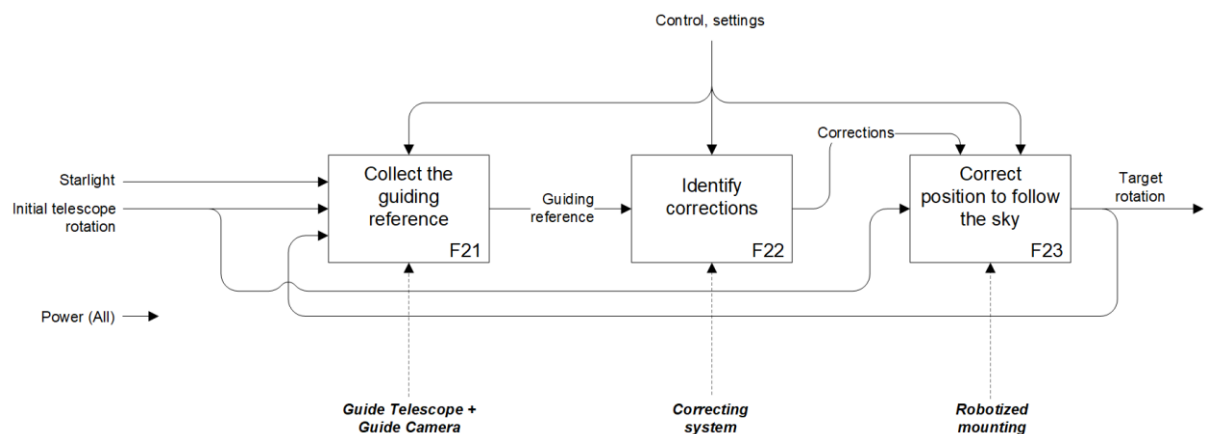 Control, settings
Corrections
Starlight
Initial telescope
rotation
Collect the
guiding
reference
F21
Guiding
reference
Identify
corrections
F22
Correct
position to follow
the sky
F23
Target
rotation
Power (All)
Guide Telescope +
Guide Camera
Correcting
system
Robotized
mounting